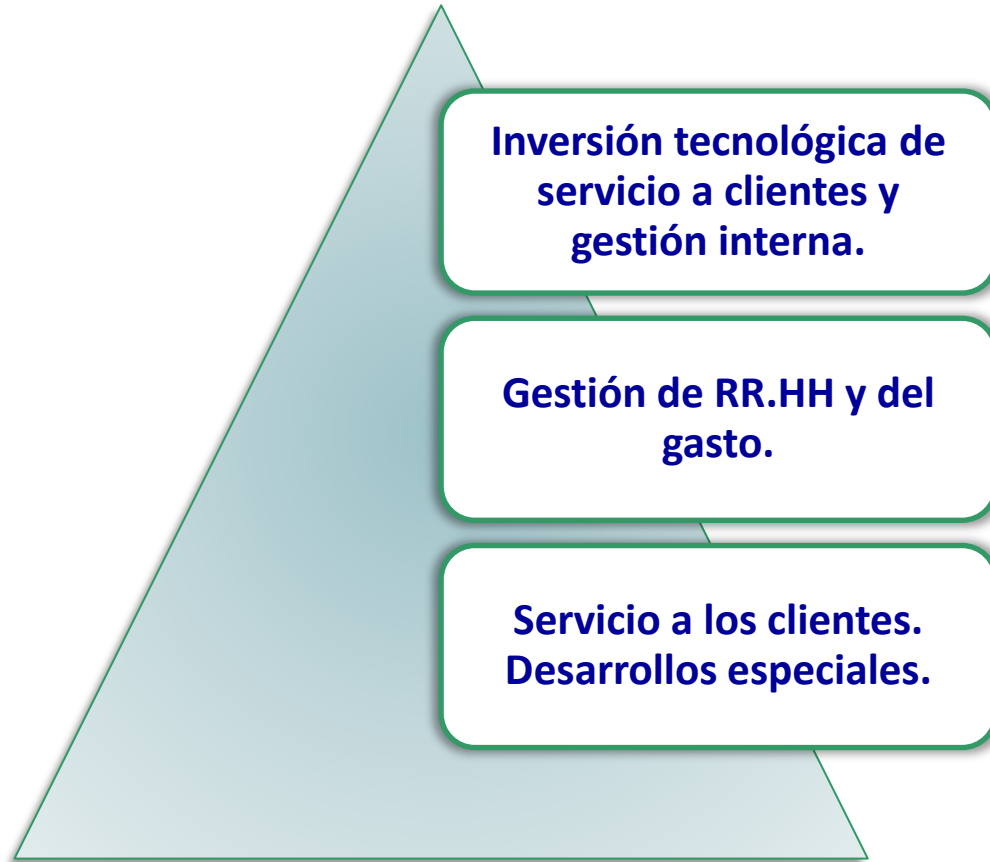 Inversión tecnológica de
servicio a clientes y
gestión interna.
Gestión de RR.HH y del
gasto.
Servicio a los clientes.
Desarrollos especiales.